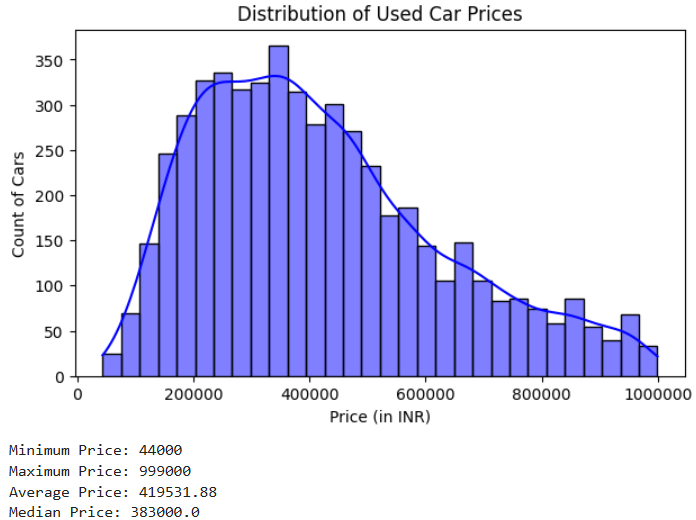 Distribution of Used Car Prices
350
300
250
200
150
100
50
0
Count of Cars
0 200000 400000 600000 800000 1000000
Price (in INR)
Minimum Price: 44000
Maximum Price: 999000
Average Price: 419531.88
Median Price: 383000.0